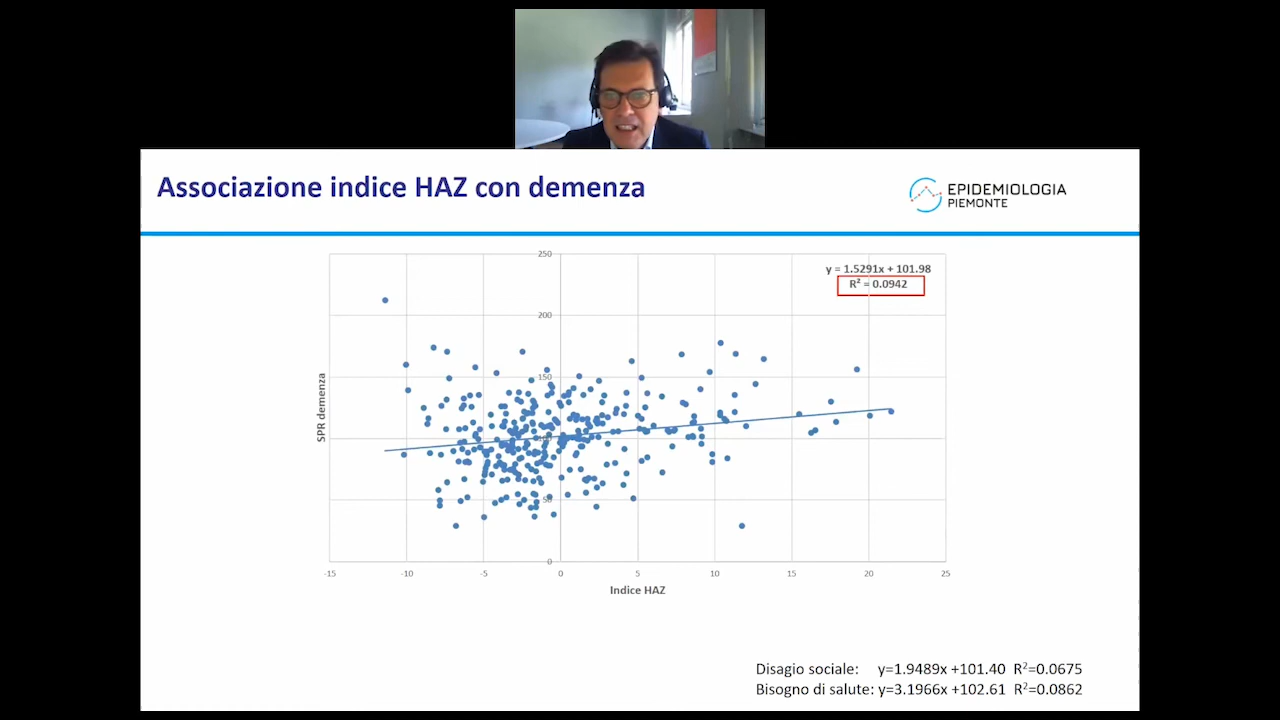 Associazione indice HAZ con demenza
EPIDEMIOLOGIA
PIEMONTE
250
y = 1.5291x + 101.98
R² = 0.0942
200
150
SPR demenza
100
50
0
-15 -10 -5 0 5 10 15 20 25
Indice HAZ
Disagio sociale: y=1.9489x +101.40 R²=0.0675
Bisogno di salute: y=3.1966x +102.61 R²=0.0862